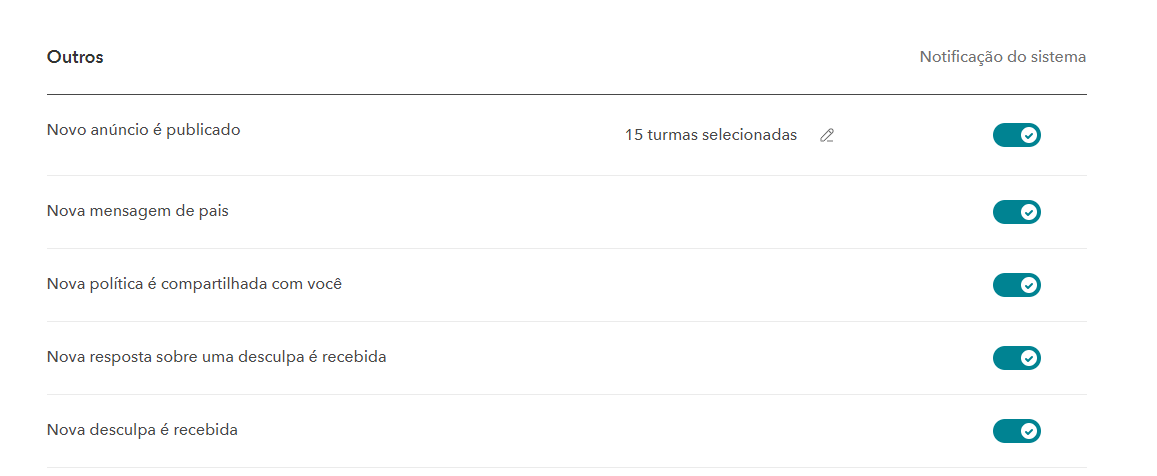 Outros
Notificação do sistema
Novo anúncio é publicado
15 turmas selecionadas
Nova mensagem de pais
Nova política é compartilhada com você
Nova resposta sobre uma desculpa é recebida
Nova desculpa é recebida